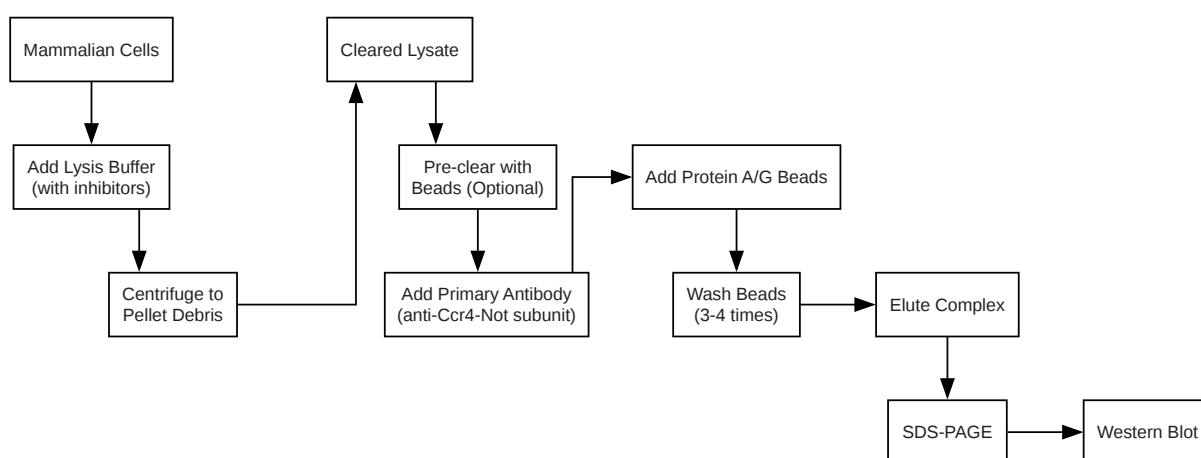 Mammalian Cells
Add Lysis Buffer
(with inhibitors)
Centrifuge to
Pellet Debris
Cleared Lysate
Pre-clear with
Beads (Optional)
Add Primary Antibody
(anti-Ccr4-Not subunit)
Add Protein A/G Beads
Wash Beads
(3-4 times)
Elute Complex
SDS-PAGE
Western Blot